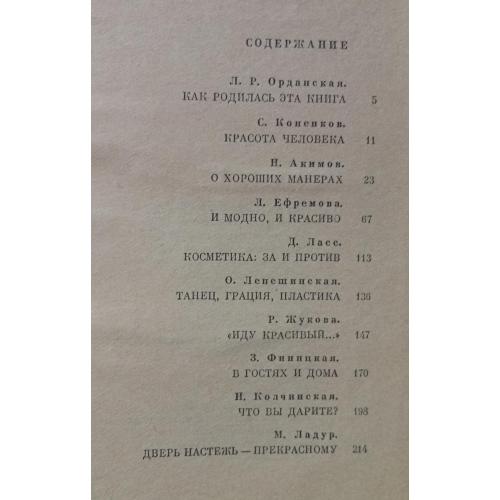 СОДЕРЖАНИЕ
Л. Р. Орданская.
КАК РОДИЛАСЬ ЭТА КНИГА 5
С. Коненков.
КРАСОТА ЧЕЛОВЕКА 11
Н. Акимов.
О ХОРОШИХ МАНЕРАХ 23
Л. Ефремова.
И МОДНО, И КРАСИВО 67
Д. Ласс.
КОСМЕТИКА: ЗА И ПРОТИВ 113
О. Лепешинская.
ТАНЕЦ, ГРАЦИЯ, ПЛАСТИКА 136
Р. Жукова.
«ИДУ КРАСИВЫЙ...» 147
З. Финицкая.
В ГОСТЯХ И ДОМА 170
Н. Колчинская.
ЧТО ВЫ ДАРИТЕ? 198
М. Ладур.
ДВЕРЬ НАСТЕЖЬ — ПРЕКРАСНОМУ 214